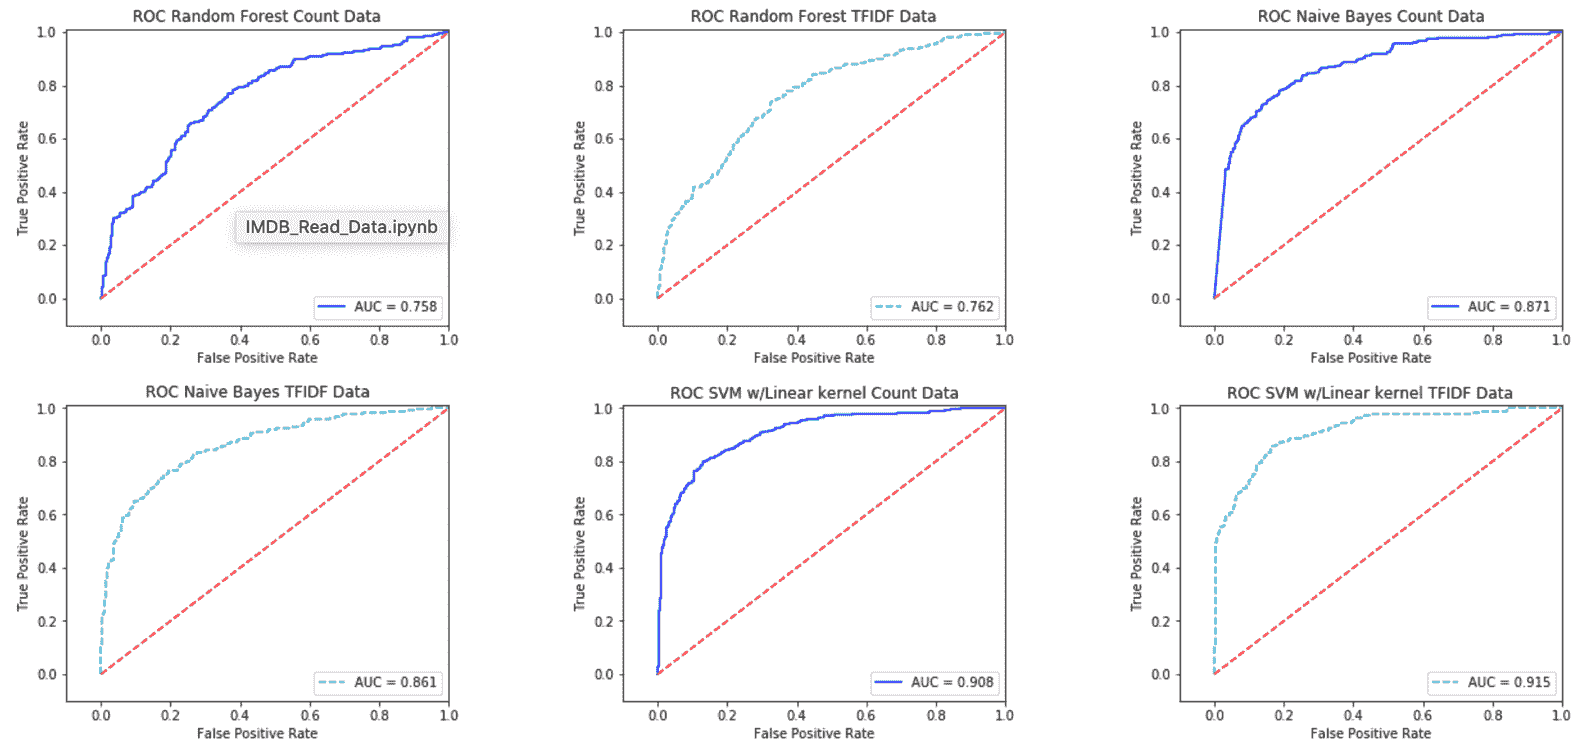 ROC Random Forest Count Data
1.0
0.8
0.6
0.4
0.2
0.0
True Positive Rate
IMDB_Read_Data.ipynb
AUC = 0.758
0.0 0.2 0.4 0.6 0.8 1.0
False Positive Rate
ROC Random Forest TFIDF Data
1.0
0.8
0.6
0.4
0.2
0.0
True Positive Rate
AUC = 0.762
0.0 0.2 0.4 0.6 0.8 1.0
False Positive Rate
ROC Naive Bayes Count Data
1.0
0.8
0.6
0.4
0.2
0.0
True Positive Rate
AUC = 0.871
0.0 0.2 0.4 0.6 0.8 1.0
False Positive Rate
ROC Naive Bayes TFIDF Data
1.0
0.8
0.6
0.4
0.2
0.0
True Positive Rate
AUC = 0.861
0.0 0.2 0.4 0.6 0.8 1.0
False Positive Rate
ROC SVM w/Linear kernel Count Data
1.0
0.8
0.6
0.4
0.2
0.0
True Positive Rate
AUC = 0.908
0.0 0.2 0.4 0.6 0.8 1.0
False Positive Rate
ROC SVM w/Linear kernel TFIDF Data
1.0
0.8
0.6
0.4
0.2
0.0
True Positive Rate
AUC = 0.915
0.0 0.2 0.4 0.6 0.8 1.0
False Positive Rate